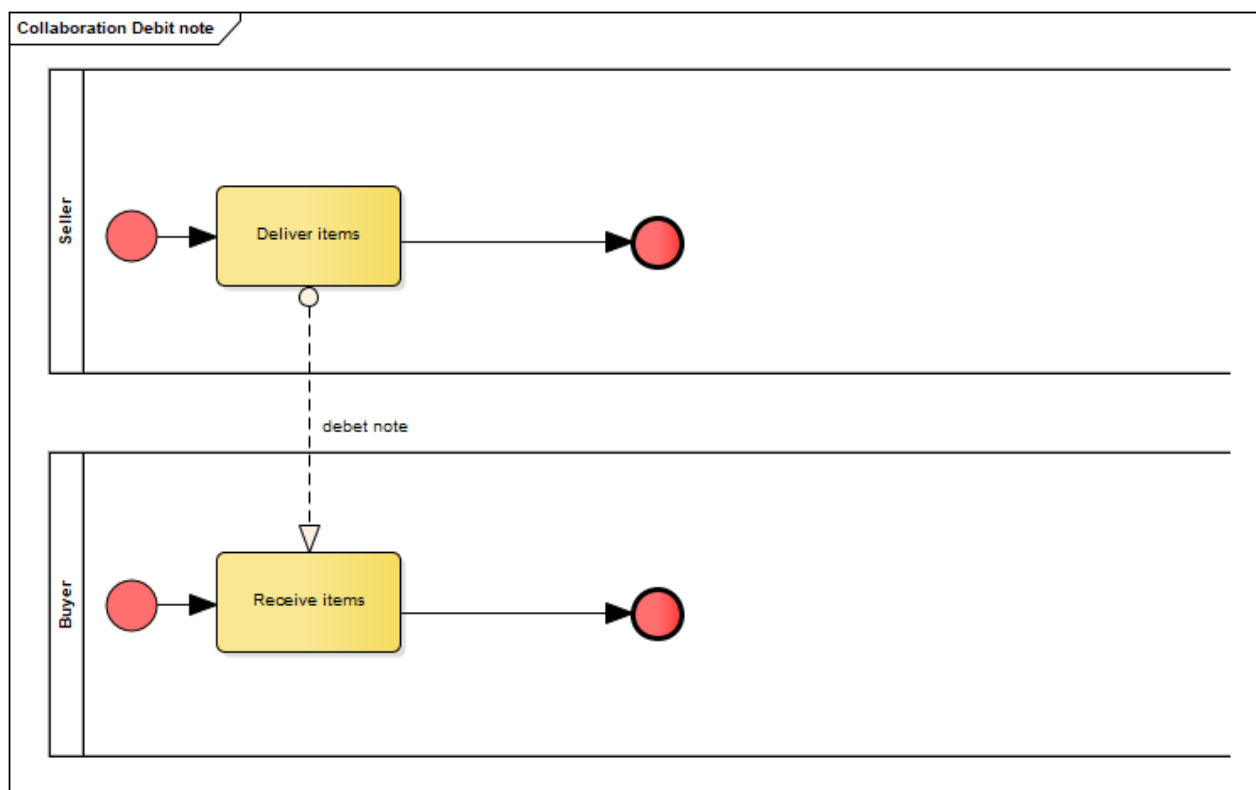 Collaboration Debit note
Seller
Deliver items
debet note
Buyer
Receive items